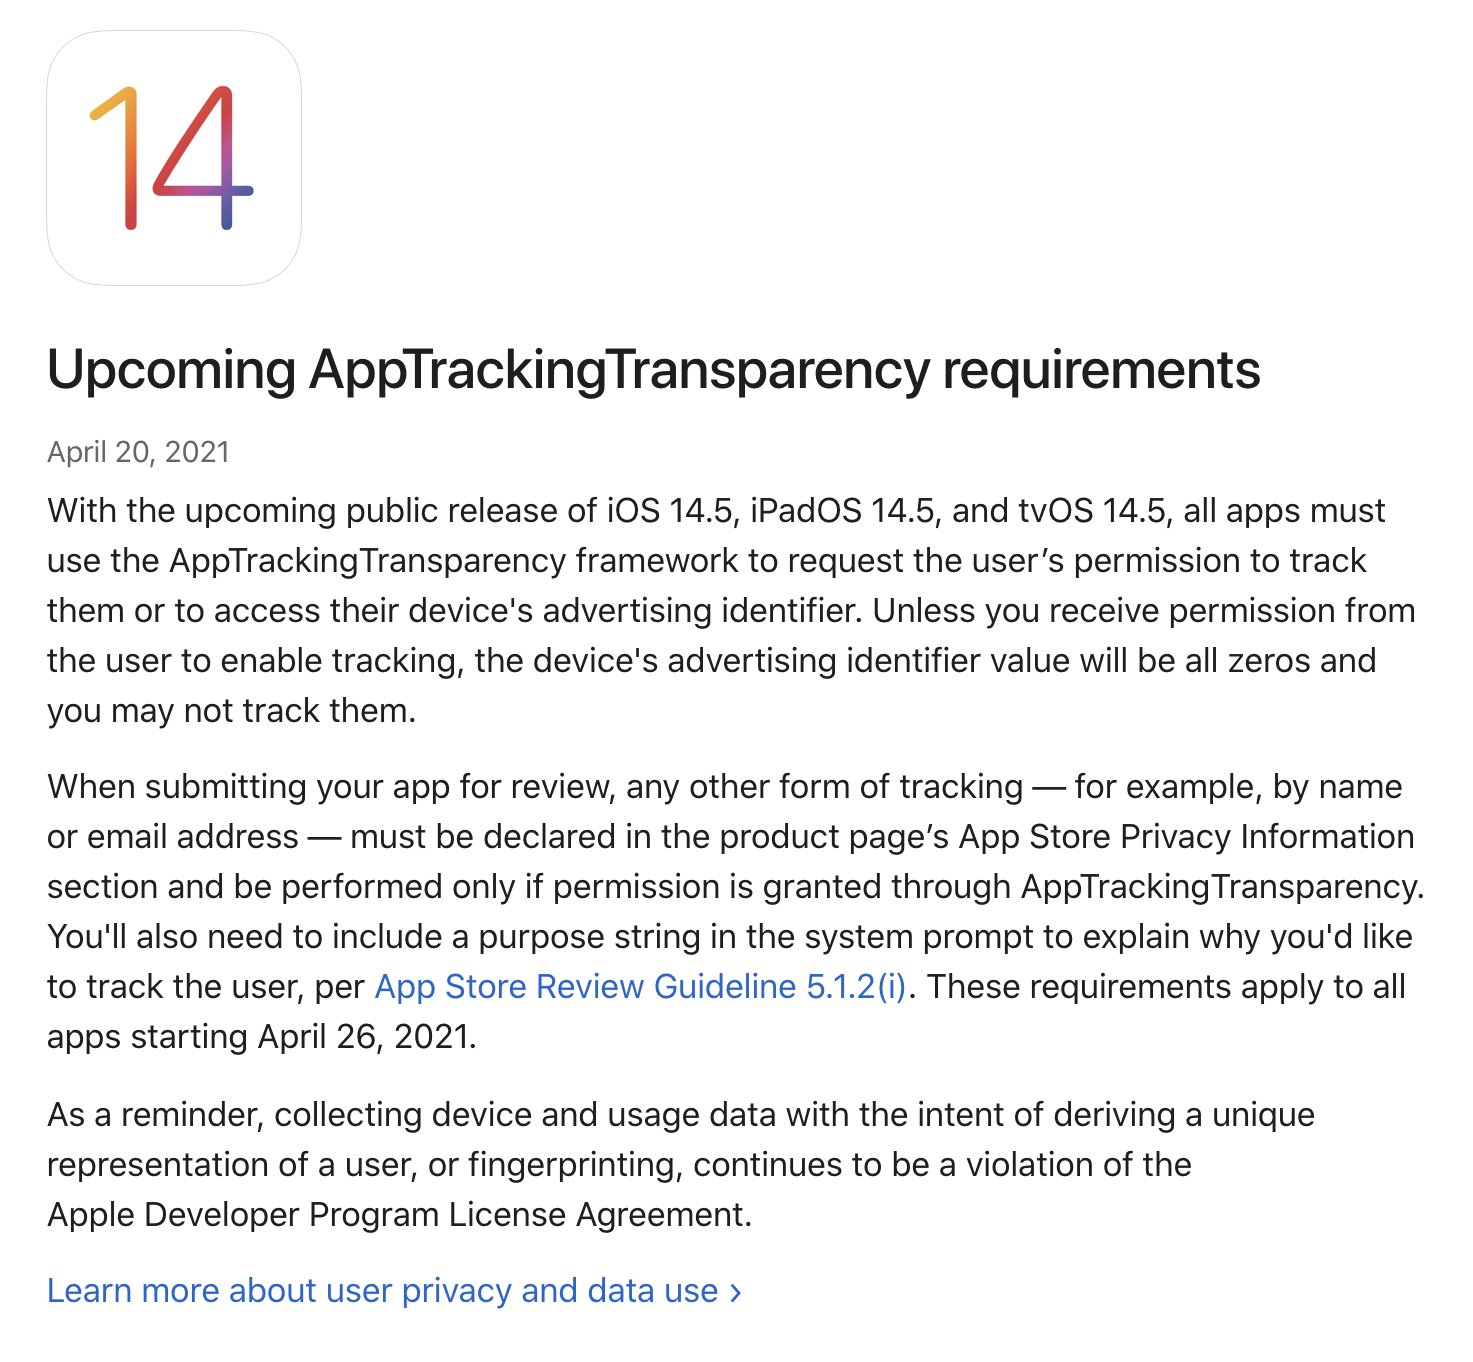 14
Upcoming AppTrackingTransparency requirements
April 20, 2021
With the upcoming public release of iOS 14.5, iPadOS 14.5, and tvOS 14.5, all apps must
use the AppTrackingTransparency framework to request the user’s permission to track
them or to access their device's advertising identifier. Unless you receive permission from
the user to enable tracking, the device's advertising identifier value will be all zeros and
you may not track them.
When submitting your app for review, any other form of tracking — for example, by name
or email address — must be declared in the product page’s App Store Privacy Information
section and be performed only if permission is granted through AppTrackingTransparency.
You'll also need to include a purpose string in the system prompt to explain why you'd like
to track the user, per App Store Review Guideline 5.1.2(i). These requirements apply to all
apps starting April 26, 2021.
As a reminder, collecting device and usage data with the intent of deriving a unique
representation of a user, or fingerprinting, continues to be a violation of the
Apple Developer Program License Agreement.
Learn more about user privacy and data use ›